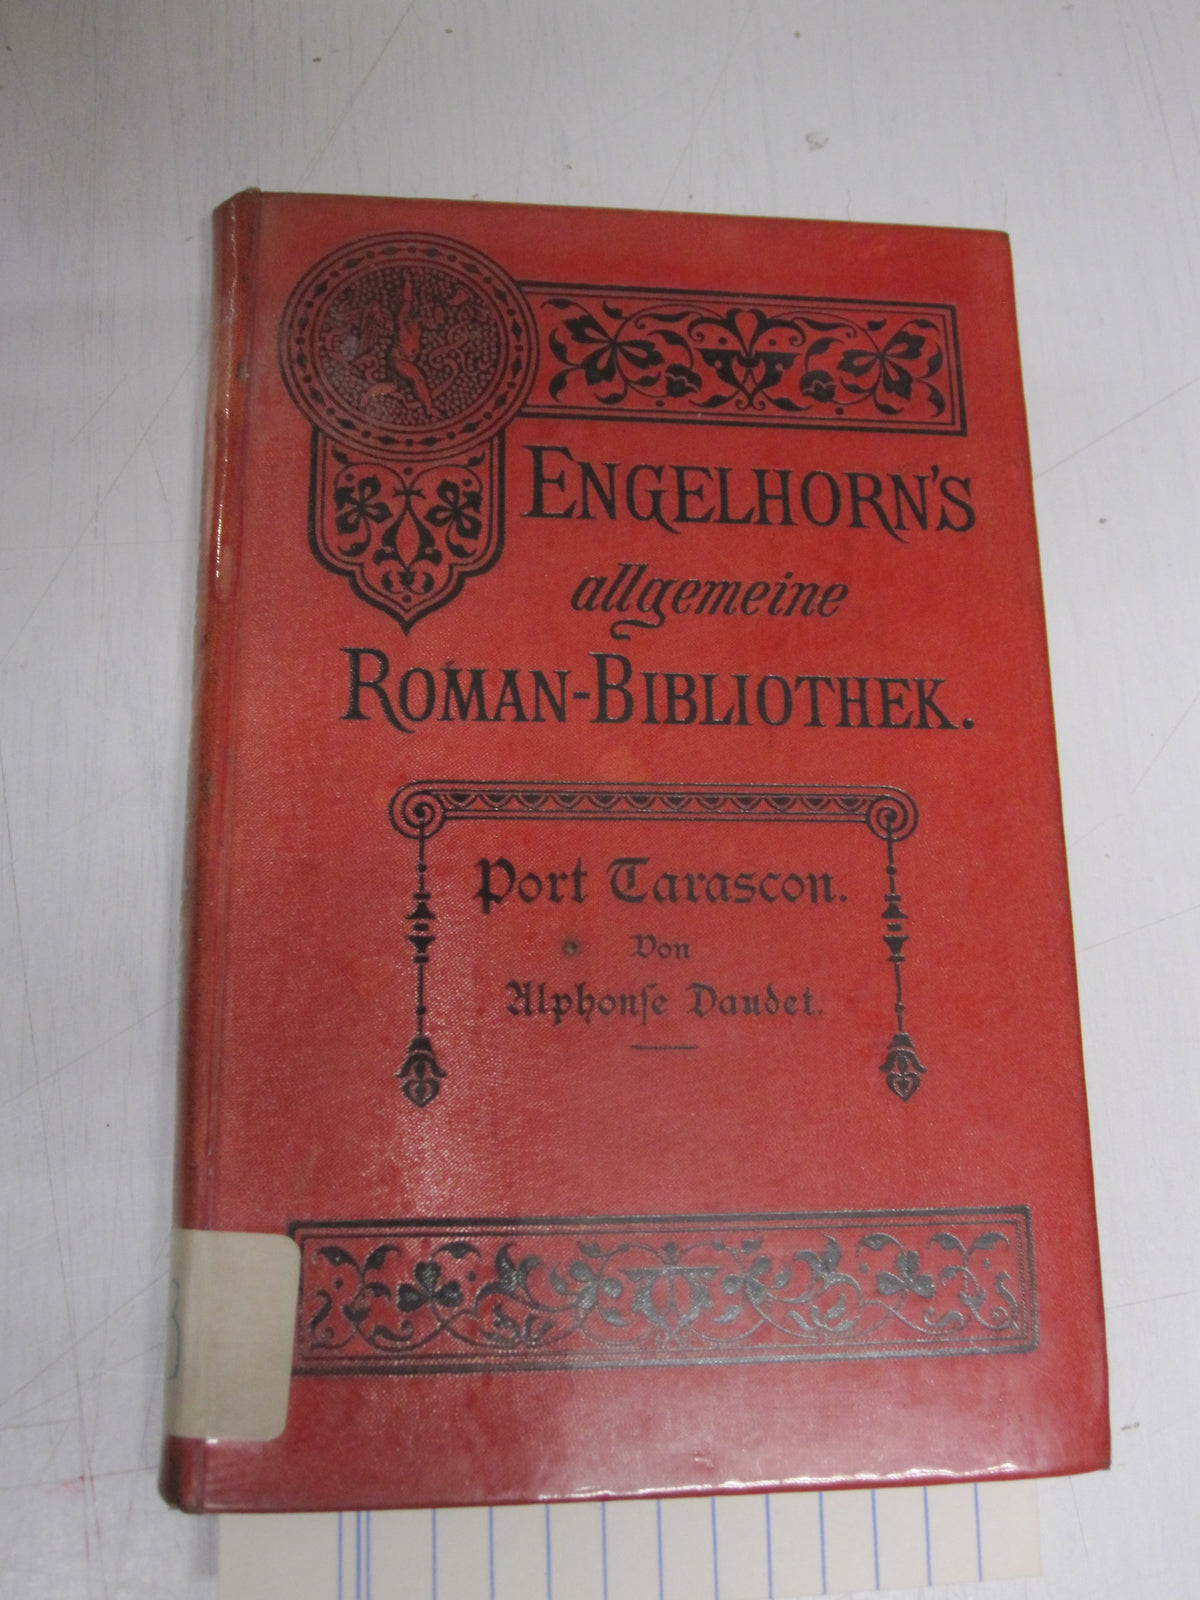 ENGELHORN'S
allgemeine
ROMAN-BIBLIOTHEK.
Port Tarascon.
Von
Alphonſe Daudet.